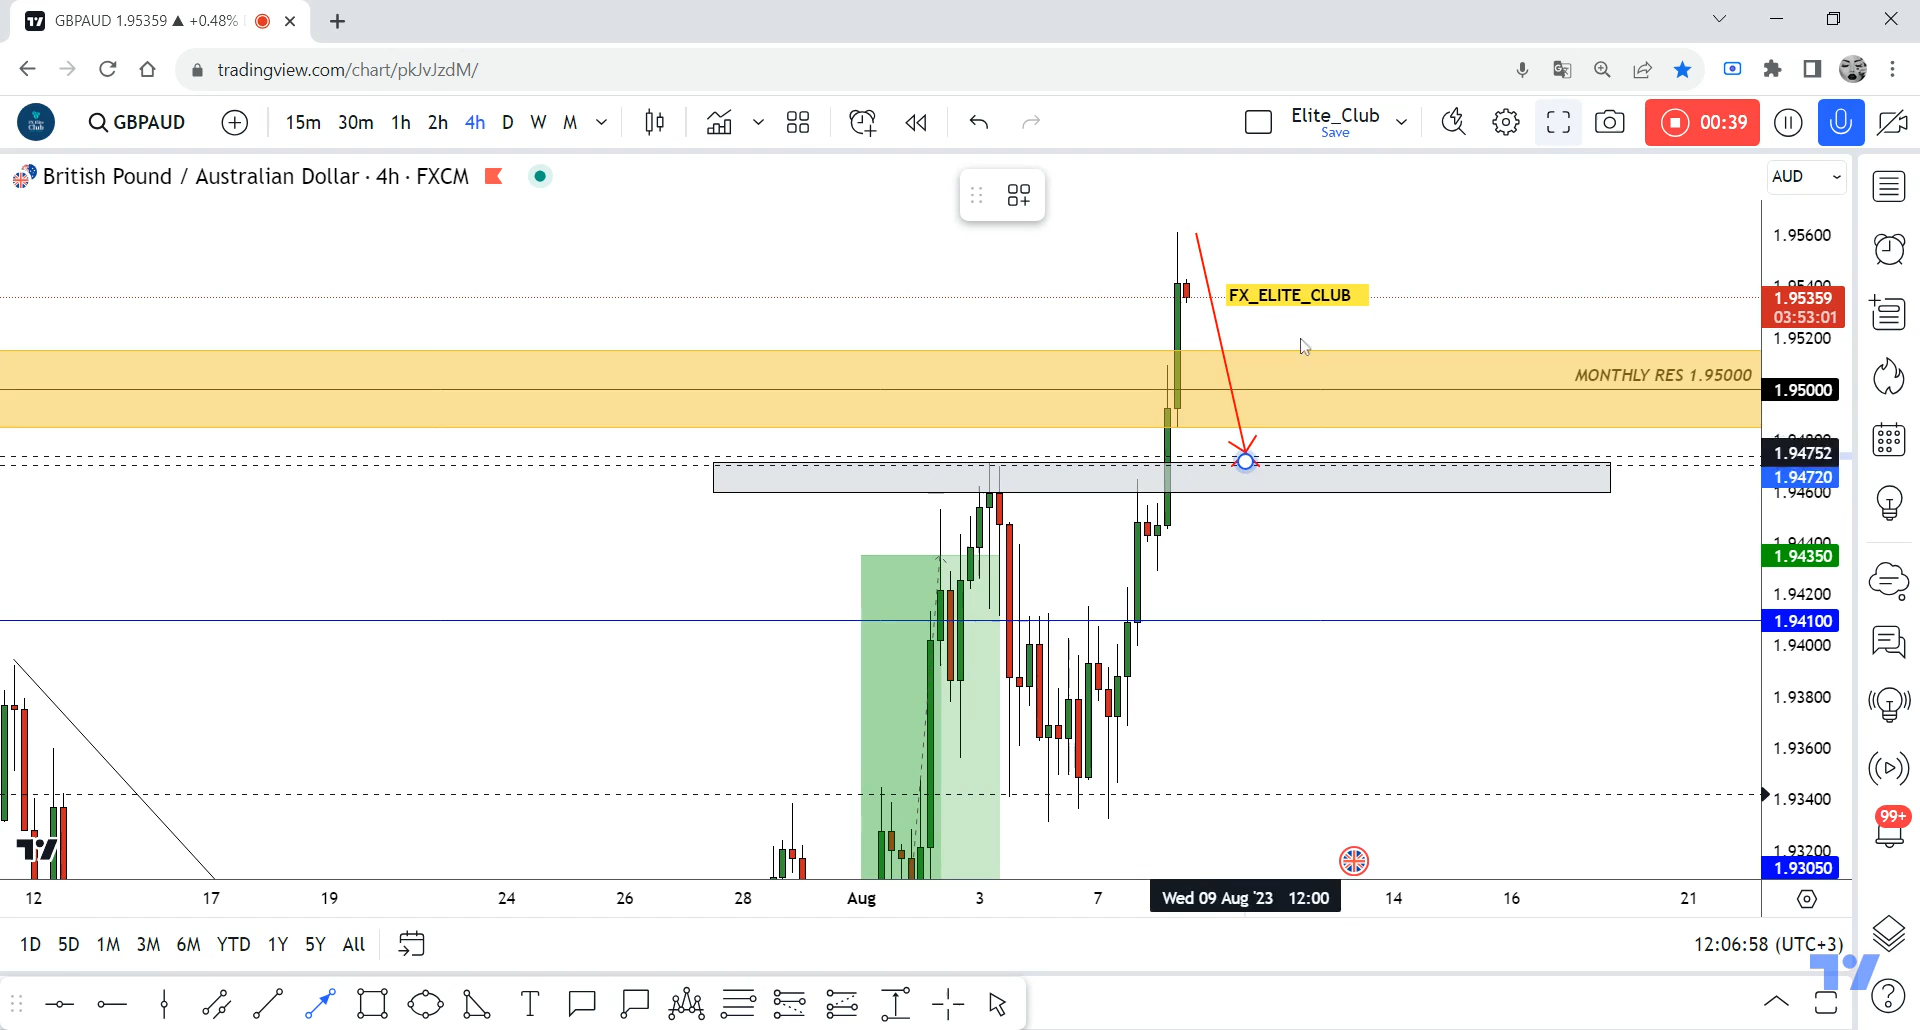 GBPAUD 1.95359 ▲ +0.48%
tradingview.com/chart/pkJvJzdM/
GBPAUD 15m 30m 1h 2h 4h D W M
Elite_Club
Save
00:39
British Pound / Australian Dollar · 4h · FXCM
AUD
1.95600
FX_ELITE_CLUB
1.95359
03:53:01
1.95200
MONTHLY RES 1.95000
1.95000
1.94752
1.94720
1.94600
1.94350
1.94200
1.94100
1.94000
1.93800
1.93600
1.93400
99+
1.93200
1.93050
12 17 19 24 26 28 Aug 3 7 Wed 09 Aug '23 12:00 14 16 21
1D 5D 1M 3M 6M YTD 1Y 5Y All
12:06:58 (UTC+3)